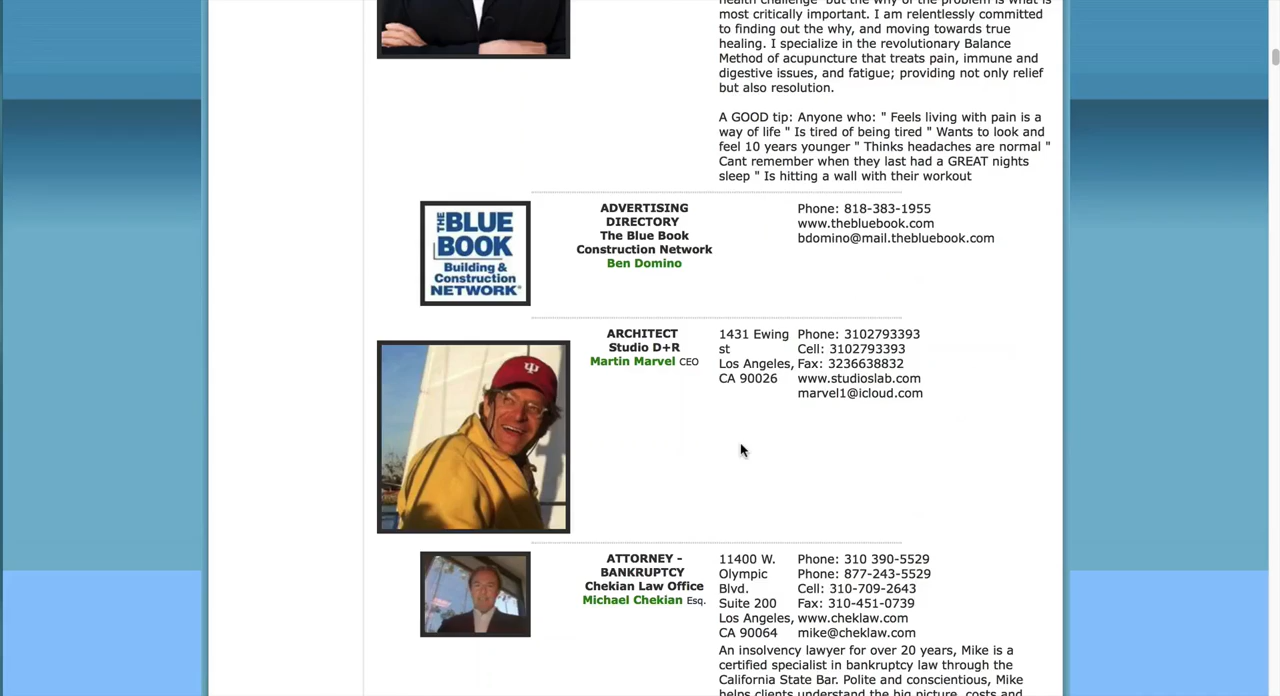 health challenge but the why of the problem is what is
most critically important. I am relentlessly committed
to finding out the why, and moving towards true
healing. I specialize in the revolutionary Balance
Method of acupuncture that treats pain, immune and
digestive issues, and fatigue; providing not only relief
but also resolution.
A GOOD tip: Anyone who: " Feels living with pain is a
way of life " Is tired of being tired " Wants to look and
feel 10 years younger " Thinks headaches are normal "
Cant remember when they last had a GREAT nights
sleep " Is hitting a wall with their workout
THE BLUE
BOOK
Building &
Construction
NETWORK®
ADVERTISING
DIRECTORY
The Blue Book
Construction Network
Ben Domino
Phone: 818-383-1955
www.thebluebook.com
bdomino@mail.thebluebook.com
ARCHITECT
Studio D+R
Martin Marvel CEO
1431 Ewing
st
Los Angeles,
CA 90026
Phone: 3102793393
Cell: 3102793393
Fax: 3236638832
www.studioslab.com
marvel1@icloud.com
ATTORNEY -
BANKRUPTCY
Chekian Law Office
Michael Chekian Esq.
11400 W.
Olympic
Blvd.
Suite 200
Los Angeles,
CA 90064
Phone: 310 390-5529
Phone: 877-243-5529
Cell: 310-709-2643
Fax: 310-451-0739
www.cheklaw.com
mike@cheklaw.com
An insolvency lawyer for over 20 years, Mike is a
certified specialist in bankruptcy law through the
California State Bar. Polite and conscientious, Mike
helps clients understand the big picture, costs and